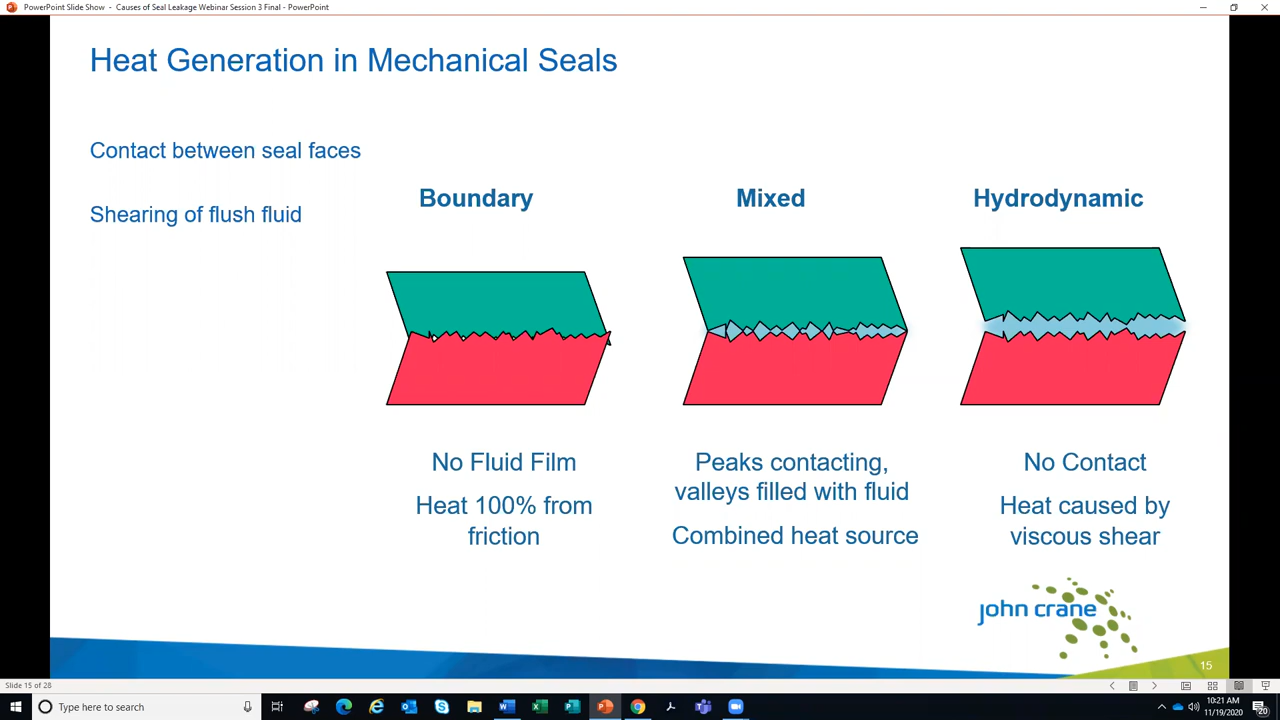 PowerPoint Slide Show - Causes of Seal Leakage Webinar Session 3 Final - PowerPoint
Heat Generation in Mechanical Seals
Contact between seal faces
Shearing of flush fluid
Boundary
Mixed
Hydrodynamic
No Fluid Film
Heat 100% from
friction
Peaks contacting,
valleys filled with fluid
Combined heat source
No Contact
Heat caused by
viscous shear
john crane
15
Slide 15 of 28
Type here to search
10:21 AM
11/19/2020
20